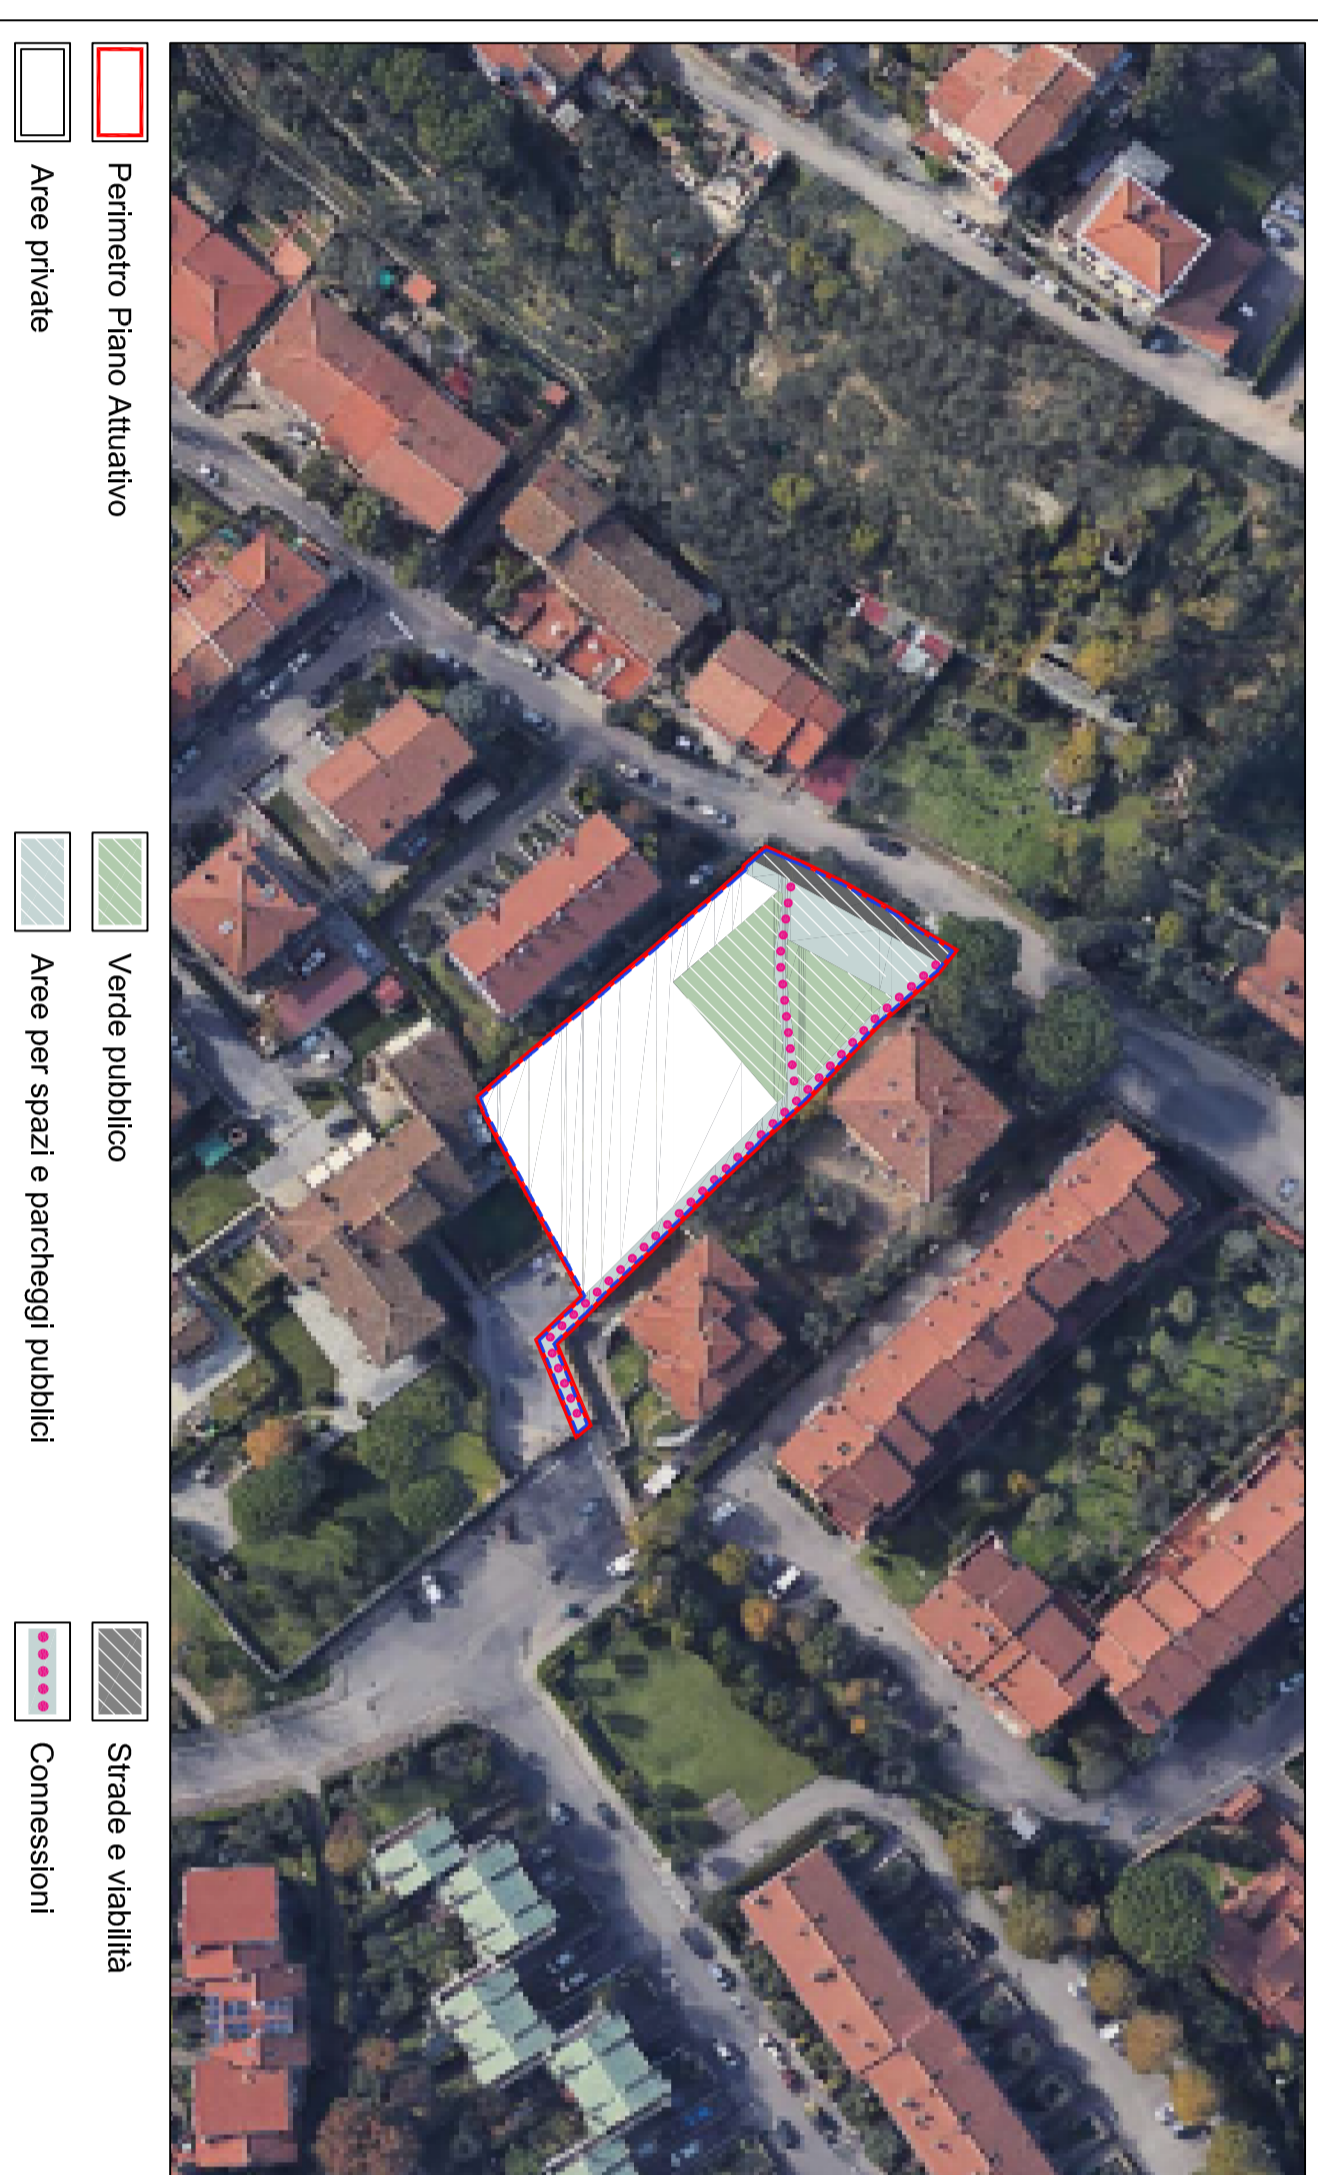 Perimetro Piano Attuativo
Verde pubblico
Strade e viabilità
Aree private
Aree per spazi e parcheggi pubblici
Connessioni